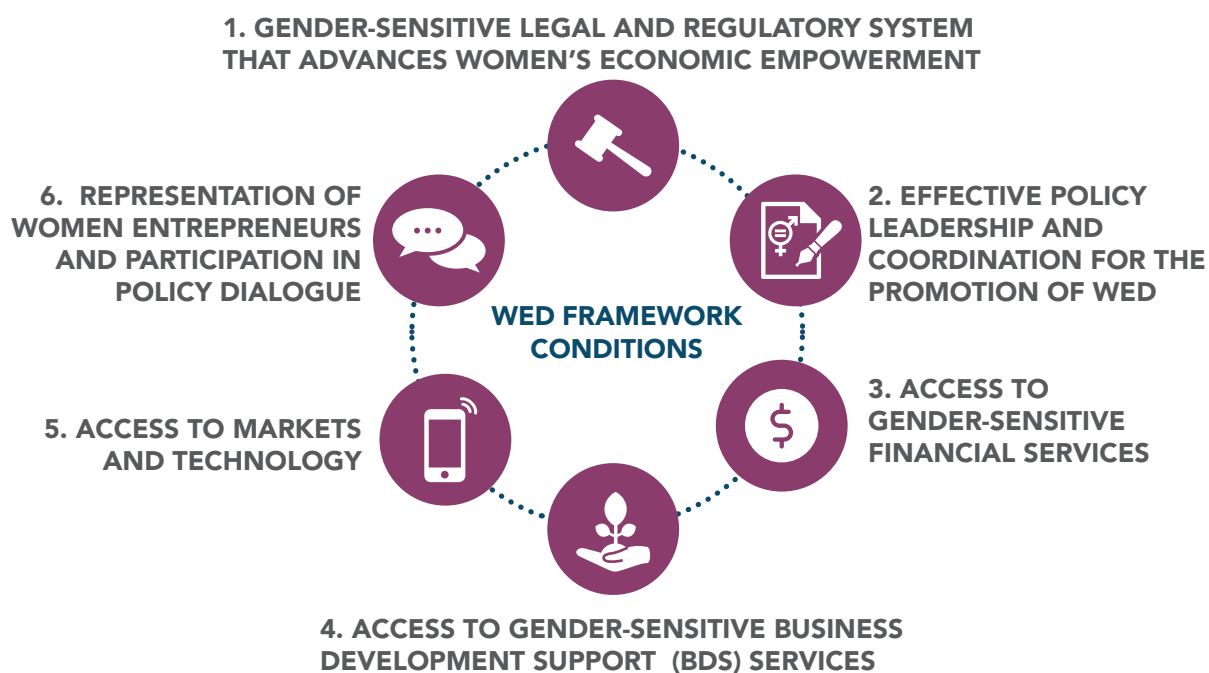 1. GENDER-SENSITIVE LEGAL AND REGULATORY SYSTEM
THAT ADVANCES WOMEN'S ECONOMIC EMPOWERMENT
2. EFFECTIVE POLICY
LEADERSHIP AND
COORDINATION FOR THE
PROMOTION OF WED
3. ACCESS TO
GENDER-SENSITIVE
FINANCIAL SERVICES
4. ACCESS TO GENDER-SENSITIVE BUSINESS
DEVELOPMENT SUPPORT (BDS) SERVICES
5. ACCESS TO MARKETS
AND TECHNOLOGY
6. REPRESENTATION OF
WOMEN ENTREPRENEURS
AND PARTICIPATION IN
POLICY DIALOGUE
WED FRAMEWORK
CONDITIONS
$